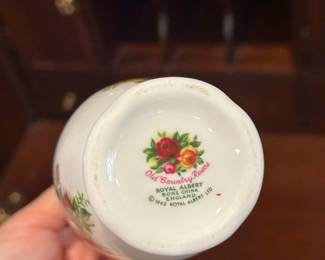 Old Country Roses
ROYAL ALBERT
BONE CHINA
ENGLAND
© 1962 ROYAL ALBERT LTD